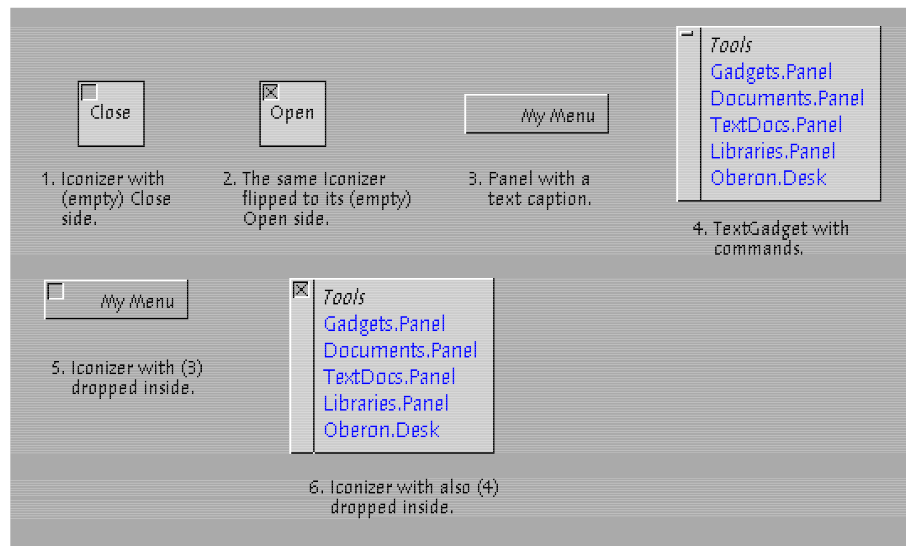 Close
1. Iconizer with
(empty) Close
side.
Open
2. The same Iconizer
flipped to its (empty)
Open side.
My Menu
3. Panel with a
text caption.
Tools
Gadgets.Panel
Documents.Panel
TextDocs.Panel
Libraries.Panel
Oberon.Desk
4. TextGadget with
commands.
My Menu
5. Iconizer with (3)
dropped inside.
Tools
Gadgets.Panel
Documents.Panel
TextDocs.Panel
Libraries.Panel
Oberon.Desk
6. Iconizer with also (4)
dropped inside.